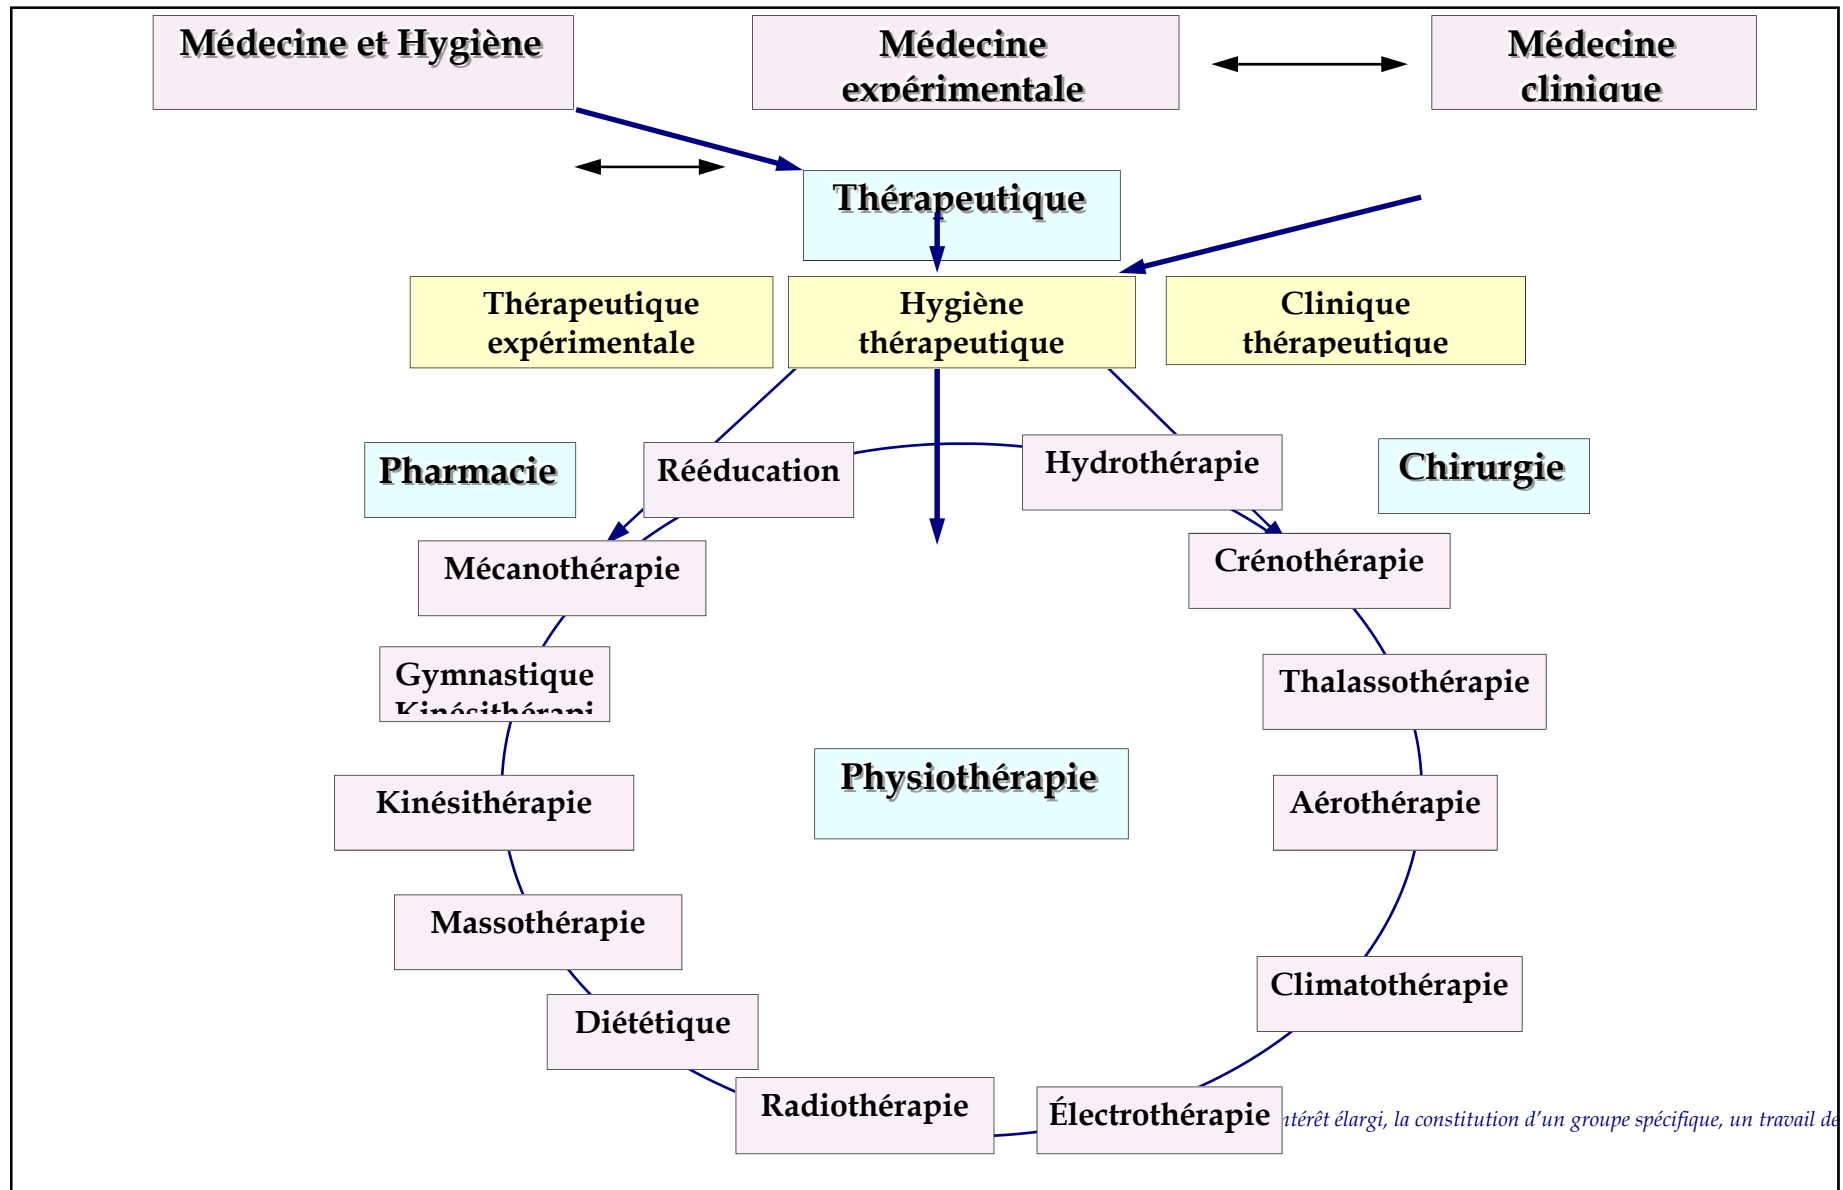 Médecine et Hygiène
Médecine
expérimentale
Médecine
clinique
Thérapeutique
Thérapeutique
expérimentale
Hygiène
thérapeutique
Clinique
thérapeutique
Pharmacie
Rééducation
Hydrothérapie
Chirurgie
Mécanothérapie
Crénothérapie
Gymnastique
Kinésithérapi
Thalassothérapie
Physiothérapie
Kinésithérapie
Aérothérapie
Massothérapie
Climatothérapie
Diététique
Radiothérapie
Électrothérapie
élargi, la constitution d’un groupe spécifique, un travail de